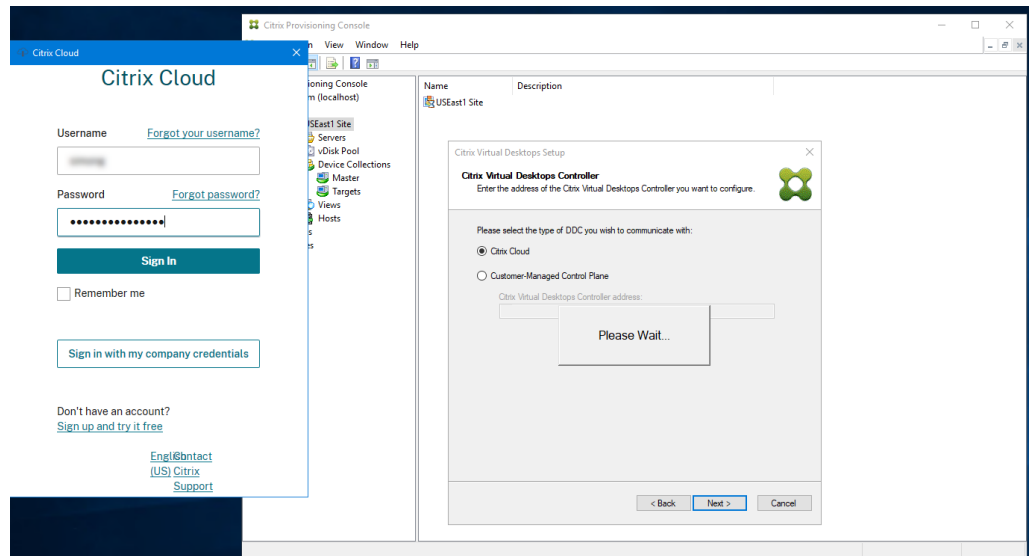 Citrix Provisioning Console
View Window Help
Citrix Cloud
Citrix Cloud
Username Forgot your username?
Password Forgot password?
Sign In
Remember me
Sign in with my company credentials
Don't have an account?
Sign up and try it free
English
(US)
Contact
Citrix
Support
Name Description
USEast1 Site
(localhost)
Site
Servers
vDisk Pool
Device Collections
Master
Targets
Views
Hosts
Citrix Virtual Desktops Setup
Citrix Virtual Desktops Controller
Enter the address of the Citrix Virtual Desktops Controller you want to configure.
Please select the type of DDC you wish to communicate with:
Citrix Cloud
Customer-Managed Control Plane
Citrix Virtual Desktops Controller address:
Please Wait...
< Back Next > Cancel